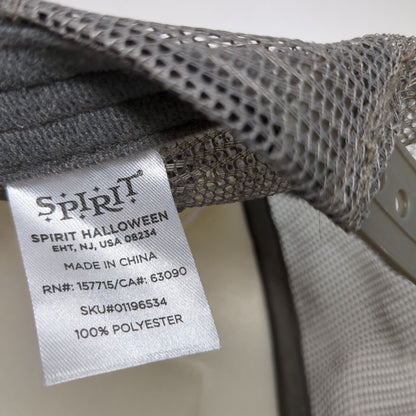 SPIRIT
SPIRIT HALLOWEEN
EHT, NJ, USA 08234
MADE IN CHINA
RN#: 157715/CA#: 63090
SKU#01196534
100% POLYESTER